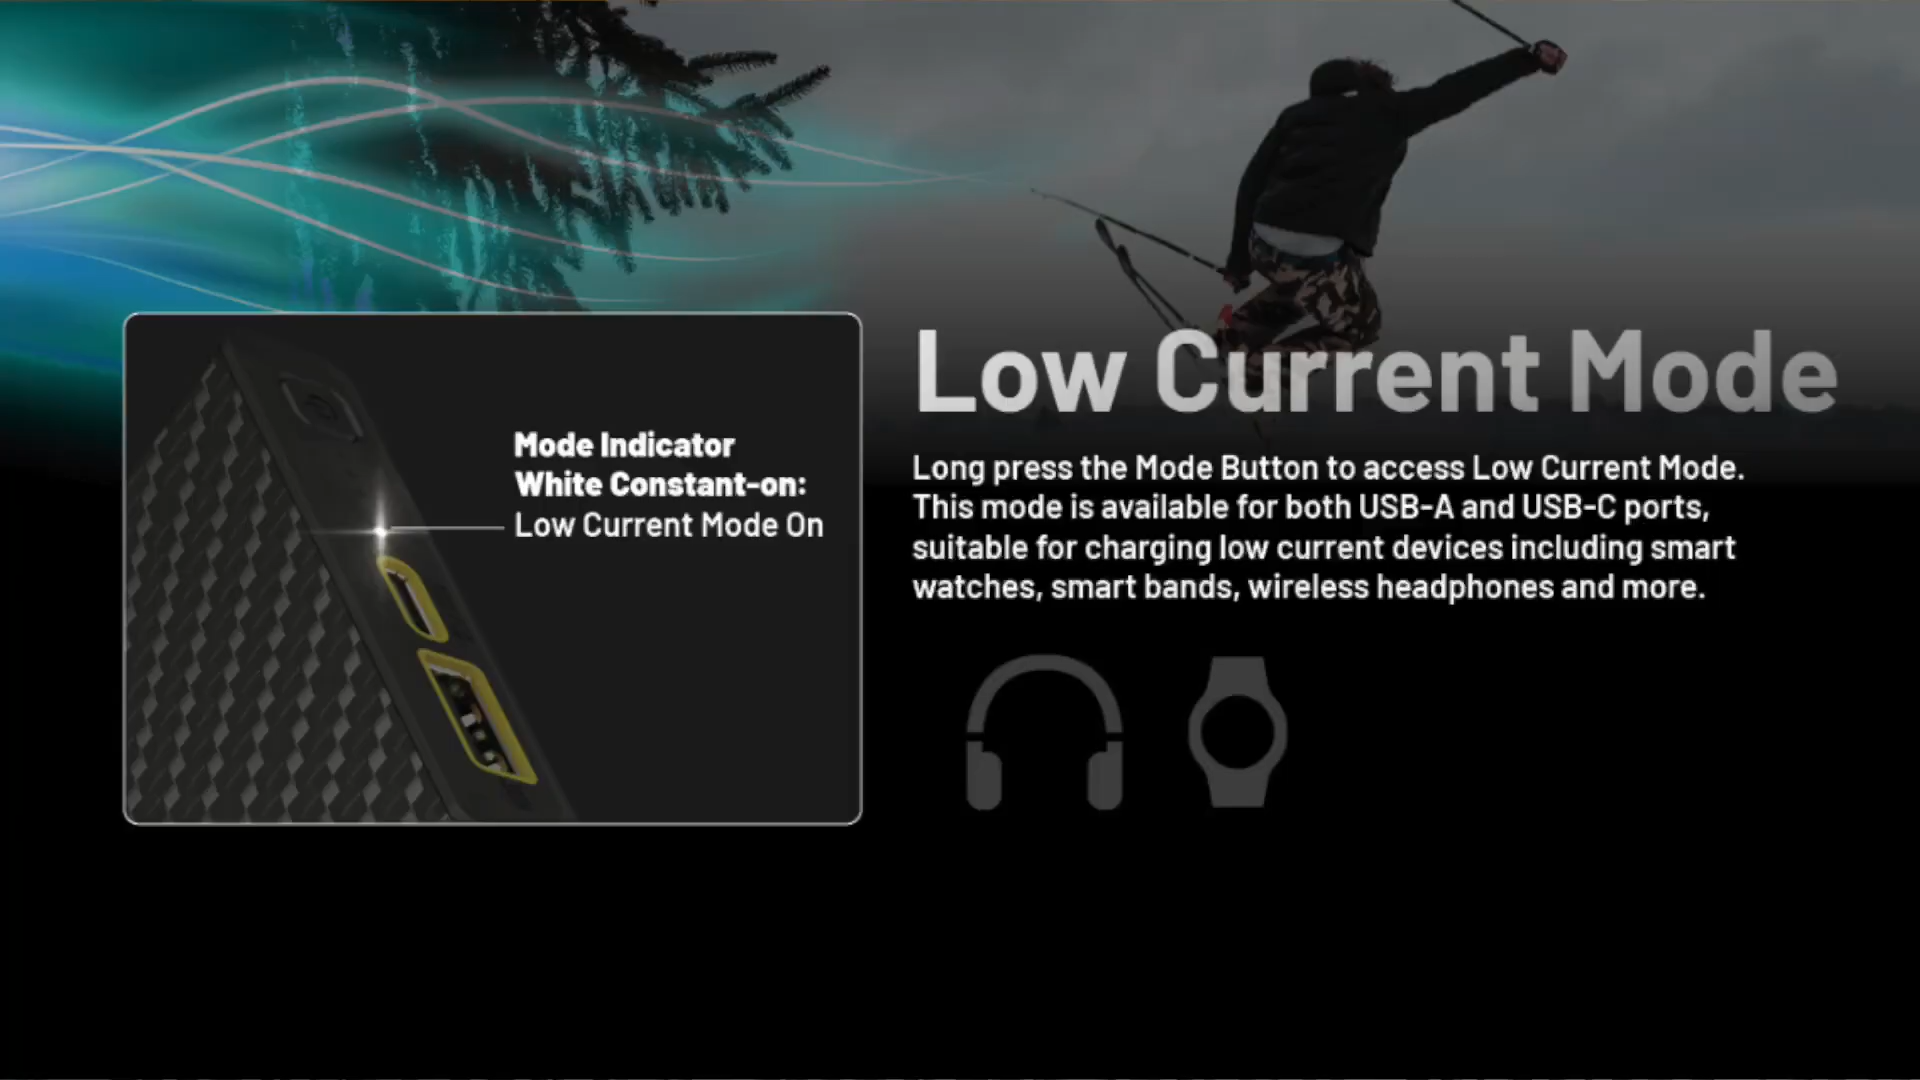 Low Current Mode
Mode Indicator
White Constant-on:
Low Current Mode On
Long press the Mode Button to access Low Current Mode.
This mode is available for both USB-A and USB-C ports,
suitable for charging low current devices including smart
watches, smart bands, wireless headphones and more.